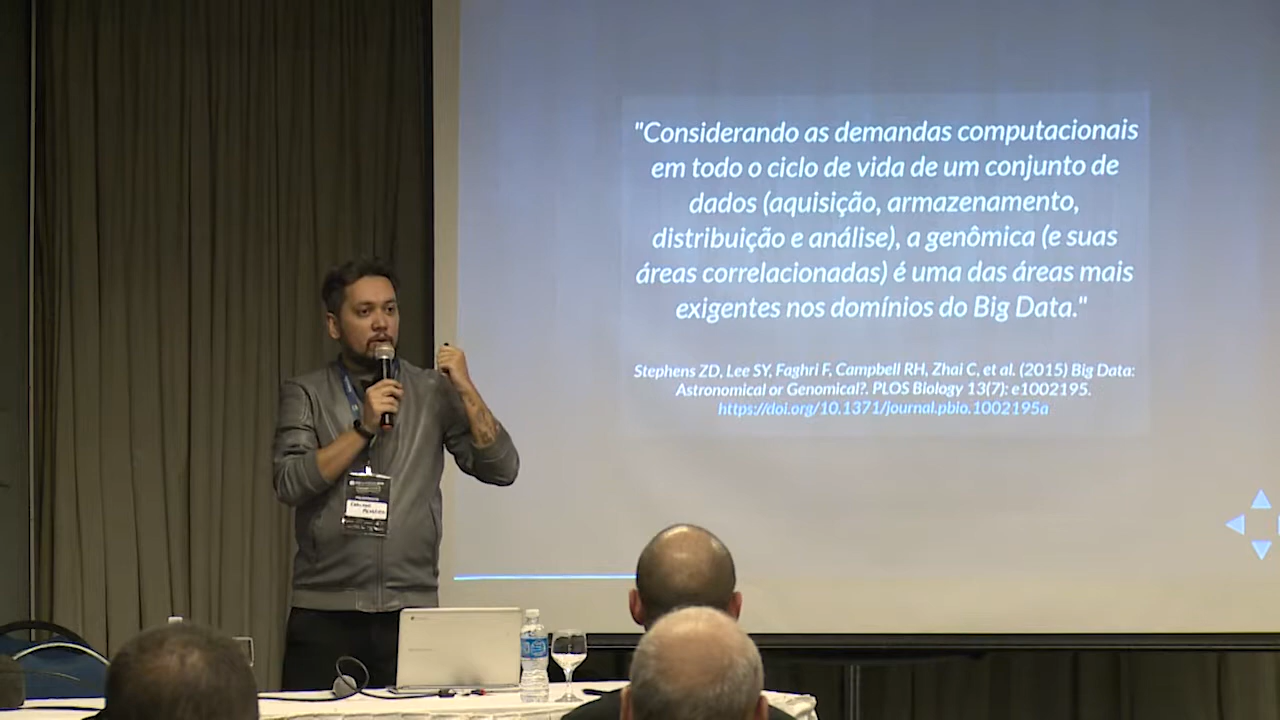 "Considerando as demandas computacionais
em todo o ciclo de vida de um conjunto de
dados (aquisição, armazenamento,
distribuição e análise), a genômica (e suas
áreas correlacionadas) é uma das áreas mais
exigentes nos domínios do Big Data."
Stephens ZD, Lee SY, Faghri F, Campbell RH, Zhai C, et al. (2015) Big Data:
Astronomical or Genomical?. PLOS Biology 13(7): e1002195.
https://doi.org/10.1371/journal.pbio.1002195a